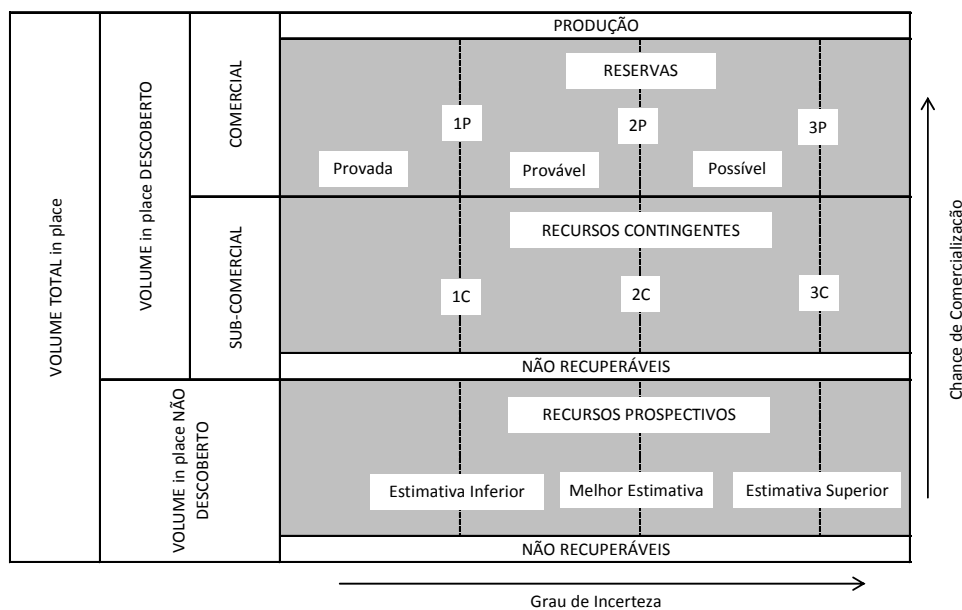 PRODUÇÃO
RESERVAS
1P
2P
3P
Provada
Provável
Possível
COMERCIAL
VOLUME in place DESCOBERTO
VOLUME TOTAL in place
SUB-COMERCIAL
RECURSOS CONTINGENTES
1C
2C
3C
NÃO RECUPERÁVEIS
VOLUME in place NÃO
DESCOBERTO
RECURSOS PROSPECTIVOS
Estimativa Inferior
Melhor Estimativa
Estimativa Superior
NÃO RECUPERÁVEIS
Chance de Comercialização
Grau de Incerteza